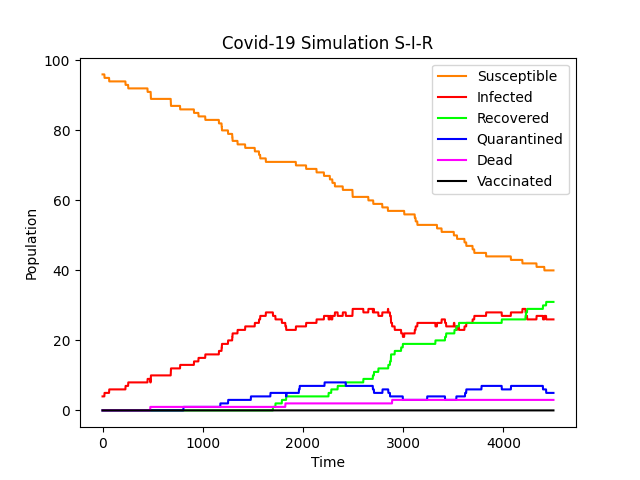 Covid-19 Simulation S-I-R
100
80
60
40
20
0
Population
Susceptible
Infected
Recovered
Quarantined
Dead
Vaccinated
0 1000 2000 3000 4000
Time